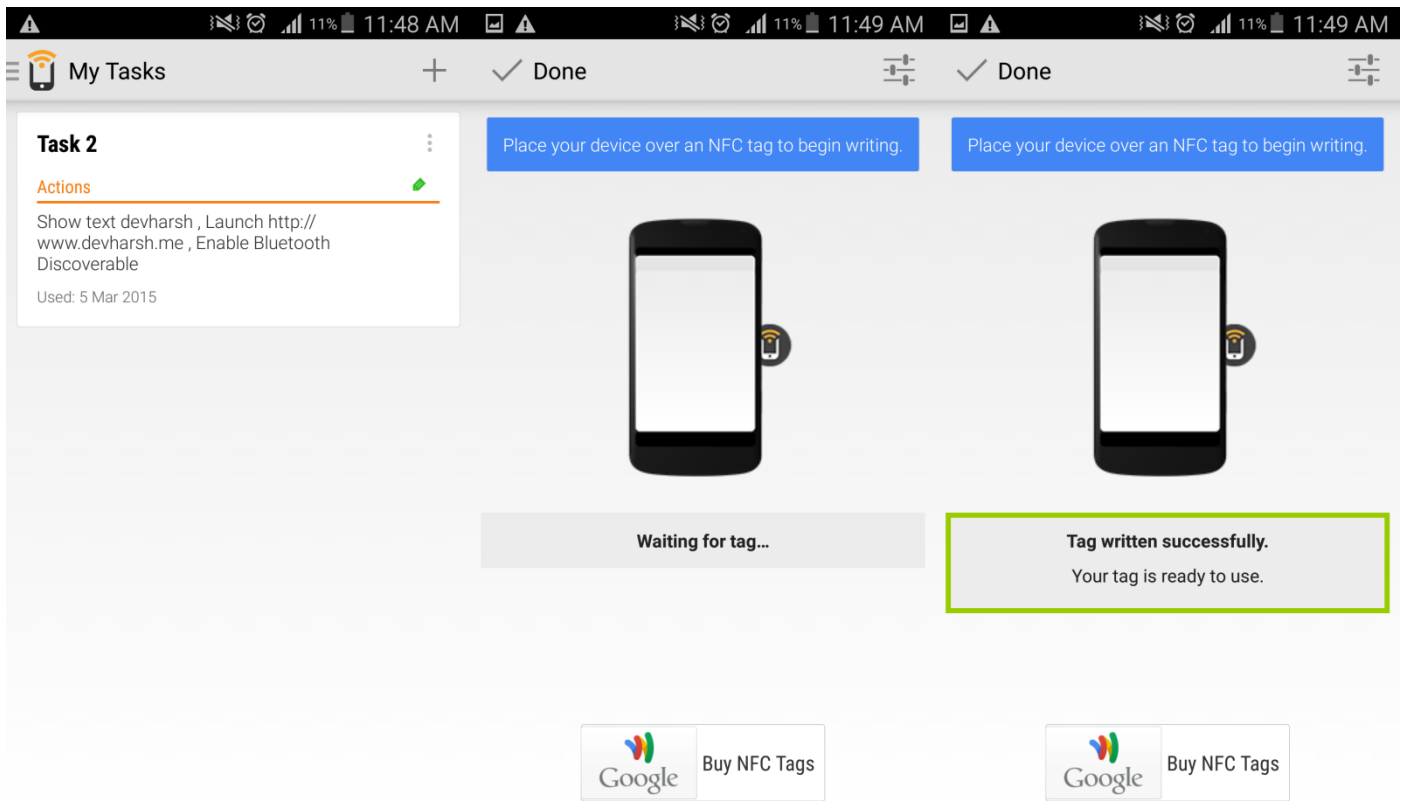 11% 11:48 AM
My Tasks
Task 2
Actions
Show text devharsh , Launch http://
www.devharsh.me , Enable Bluetooth
Discoverable
Used: 5 Mar 2015
11% 11:49 AM
Done
Place your device over an NFC tag to begin writing.
Waiting for tag...
Google
Buy NFC Tags
11% 11:49 AM
Done
Place your device over an NFC tag to begin writing.
Tag written successfully.
Your tag is ready to use.
Google
Buy NFC Tags